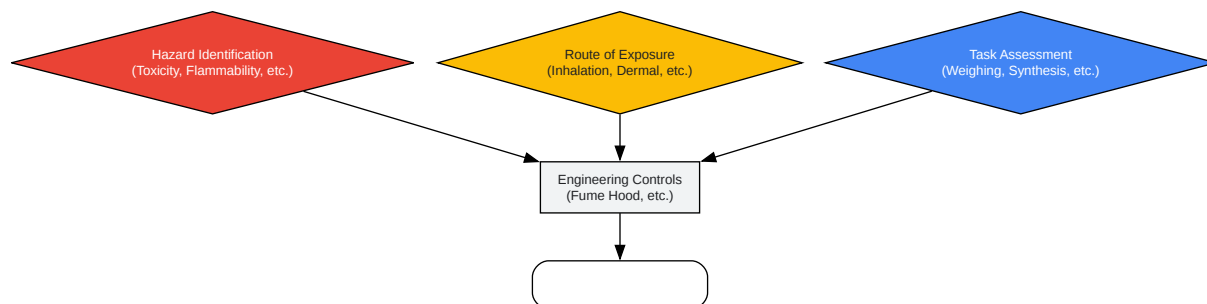 Hazard Identification
(Toxicity, Flammability, etc.)
Route of Exposure
(Inhalation, Dermal, etc.)
Task Assessment
(Weighing, Synthesis, etc.)
Engineering Controls
(Fume Hood, etc.)